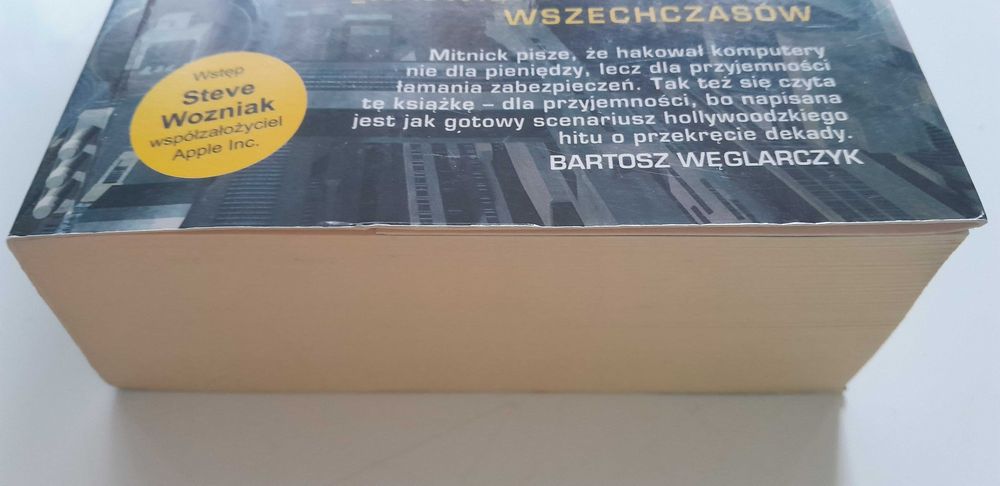 WSZECHCZASÓW
Mitnick pisze, że hakował komputery
nie dla pieniędzy, lecz dla przyjemności
łamania zabezpieczeń. Tak też się czyta
tę książkę – dla przyjemności, bo napisana
jest jak gotowy scenariusz hollywoodzkiego
hitu o przekręcie dekady.
BARTOSZ WĘGLARCZYK
Wstęp
Steve
Wozniak
współzałożyciel
Apple Inc.